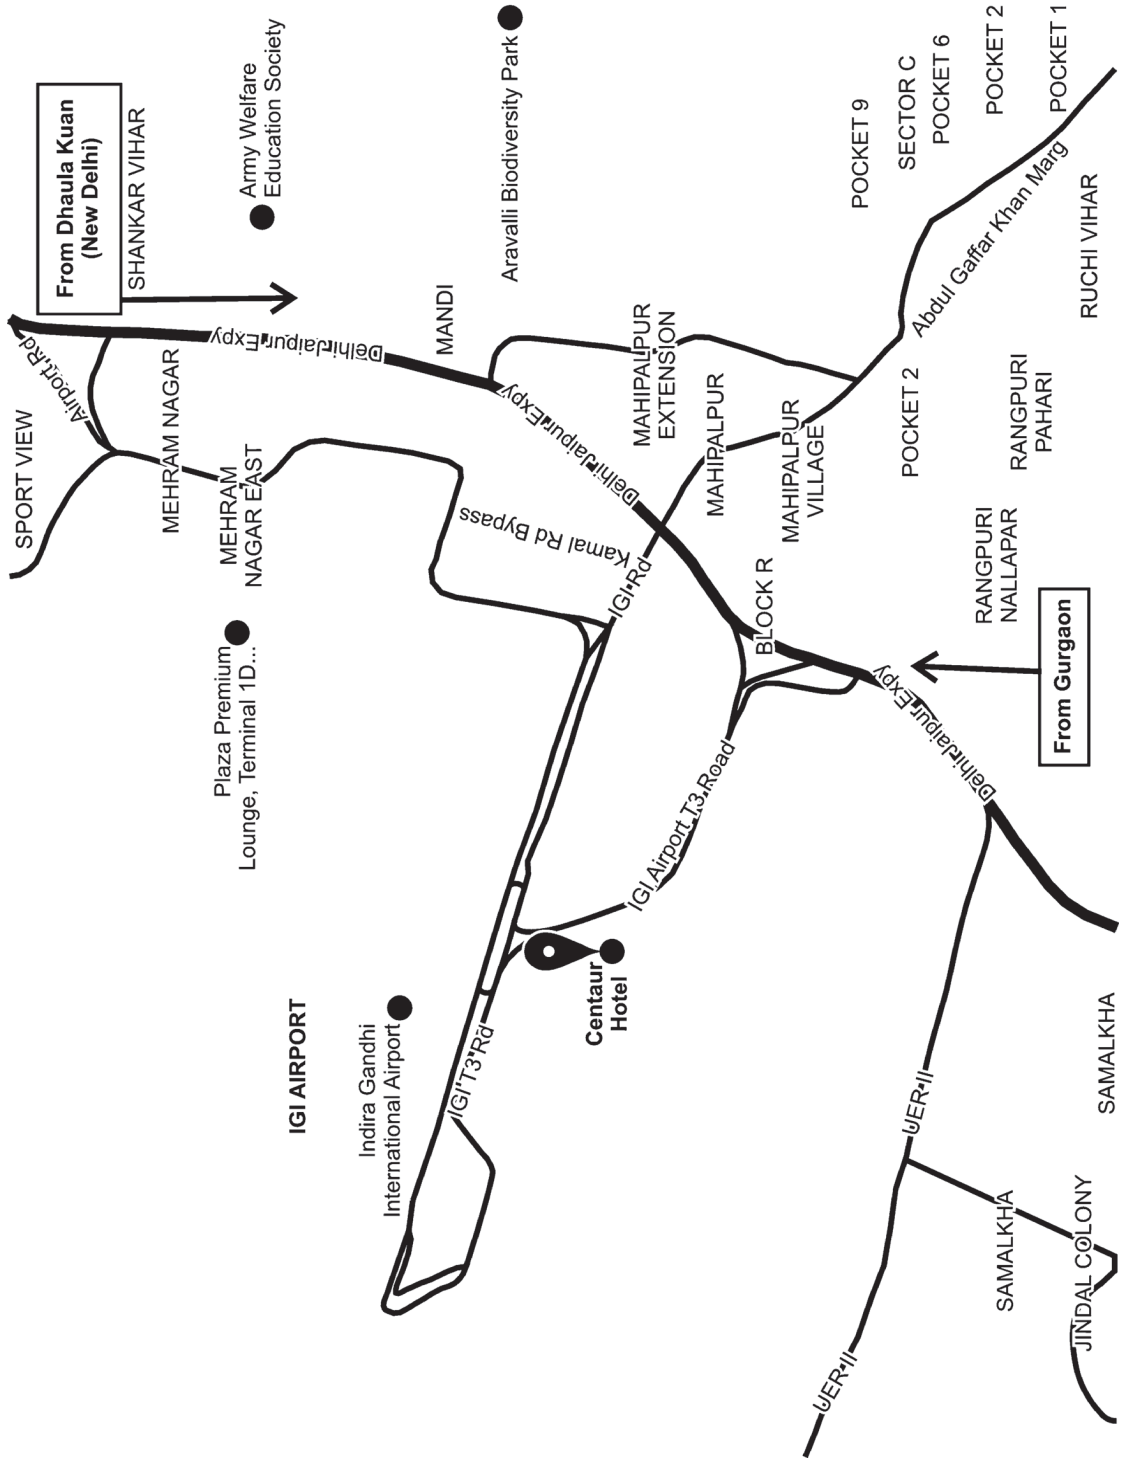 From Dhaula Kuan
(New Delhi)
SHANKAR VIHAR
Army Welfare
Education Society
Aravalli Biodiversity Park
POCKET 9
SECTOR C
POCKET 6
POCKET 2
POCKET 1
Airport Rd
Delhi Jaipur Expy
MANDI
SPORT VIEW
MEHRAM NAGAR
MEHRAM
NAGAR EAST
Delhi Jaipur Expy
MAHIPALPUR
EXTENSION
MAHIPALPUR
MAHIPALPUR
VILLAGE
Abdul Gaffar Khan Marg
RUCHI VIHAR
POCKET 2
RANGPURI
PAHARI
Kamal Rd Bypass
IGI Rd
BLOCK R
RANGPURI
NALLAPAR
From Gurgaon
Delhi Jaipur Expy
Plaza Premium
Lounge, Terminal 1D...
IGI Airport T3 Road
Centaur
Hotel
IGI AIRPORT
Indira Gandhi
International Airport
IGI T3 Rd
UER II
SAMALKHA
SAMALKHA
JINDAL COLONY
UER II